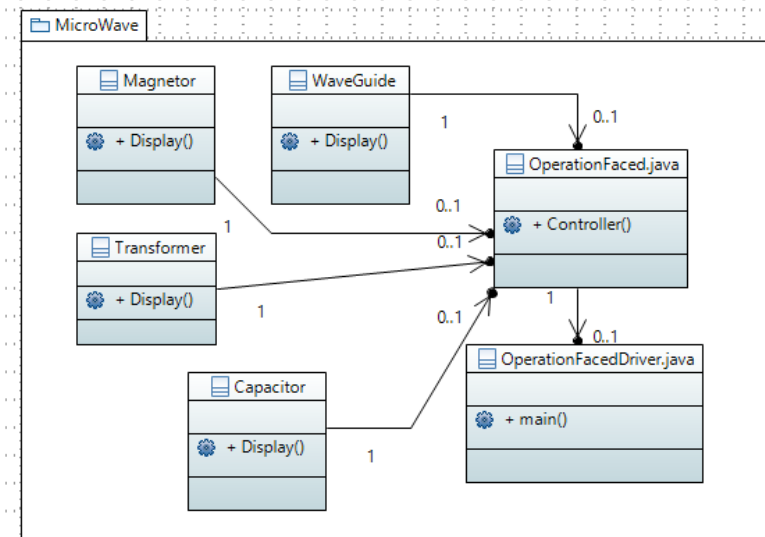 MicroWave
Magnetor
+ Display()
WaveGuide
+ Display()
1
0..1
OperationFaced.java
+ Controller()
1
0..1
Transformer
+ Display()
1
0..1
Capacitor
+ Display()
1
0..1
1
0..1
OperationFacedDriver.java
+ main()